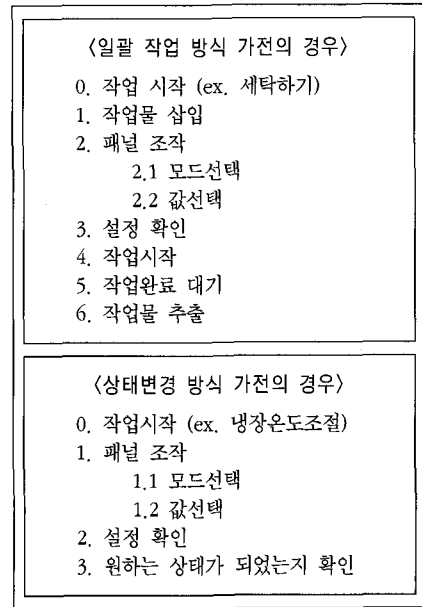 〈일괄 작업 방식 가전의 경우〉
0. 작업 시작 (ex. 세탁하기)
1. 작업물 삽입
2. 패널 조작
2.1 모드선택
2.2 값선택
3. 설정 확인
4. 작업시작
5. 작업완료 대기
6. 작업물 추출
〈상태변경 방식 가전의 경우〉
0. 작업시작 (ex. 냉장온도조절)
1. 패널 조작
1.1 모드선택
1.2 값선택
2. 설정 확인
3. 원하는 상태가 되었는지 확인